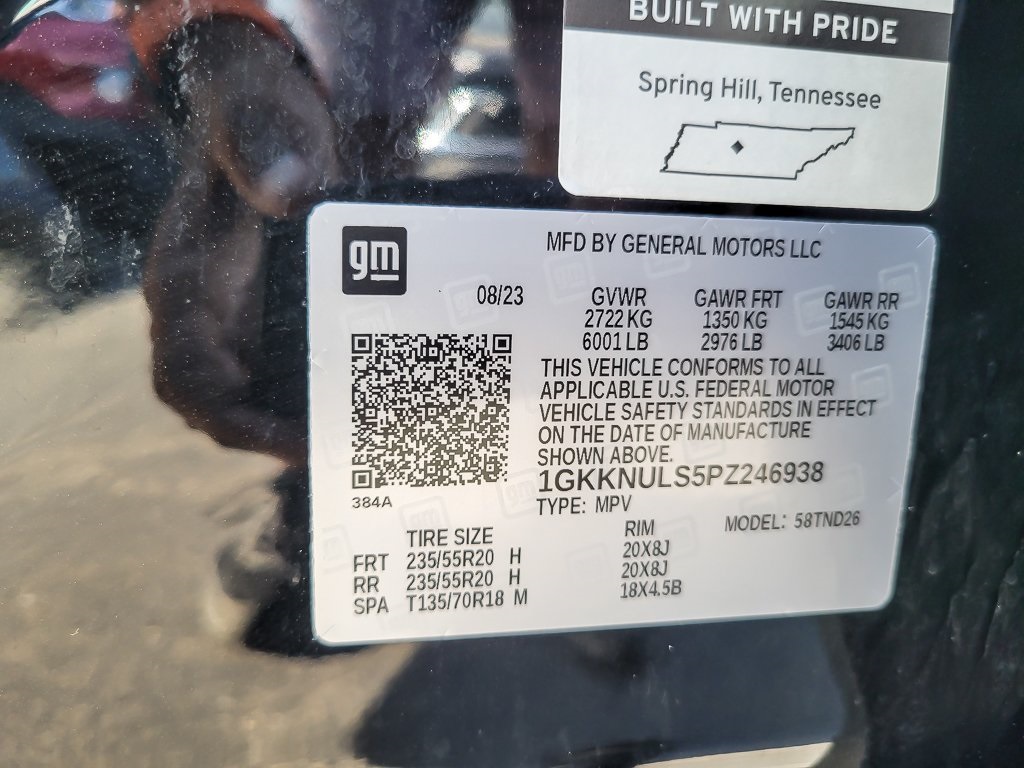 BUILT WITH PRIDE
Spring Hill, Tennessee
gm
MFD BY GENERAL MOTORS LLC
08/23 GVWR GAWR FRT GAWR RR
2722 KG 1350 KG 1545 KG
6001 LB 2976 LB 3406 LB
THIS VEHICLE CONFORMS TO ALL
APPLICABLE U.S. FEDERAL MOTOR
VEHICLE SAFETY STANDARDS IN EFFECT
ON THE DATE OF MANUFACTURE
SHOWN ABOVE.
1GKKNULS5PZ246938
384A
TYPE: MPV
MODEL: 58TND26
TIRE SIZE RIM
FRT 235/55R20 H 20X8J
RR 235/55R20 H 20X8J
SPA T135/70R18 M 18X4.5B